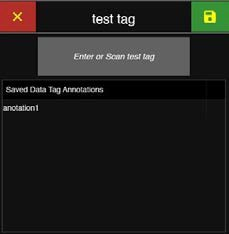 test tag
Enter or Scan test tag
Saved Data Tag Annotations
anotation1